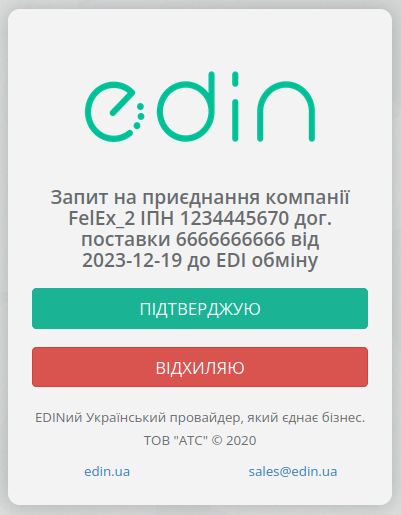 edin
Запит на приєднання компанії
FelEx_2 ІПН 1234445670 дог.
поставки 6666666666 від
2023-12-19 до EDI обміну
ПІДТВЕРДЖУЮ
ВІДХИЛЯЮ
EDINий Український провайдер, який єднає бізнес.
ТОВ "АТС" © 2020
edin.ua sales@edin.ua